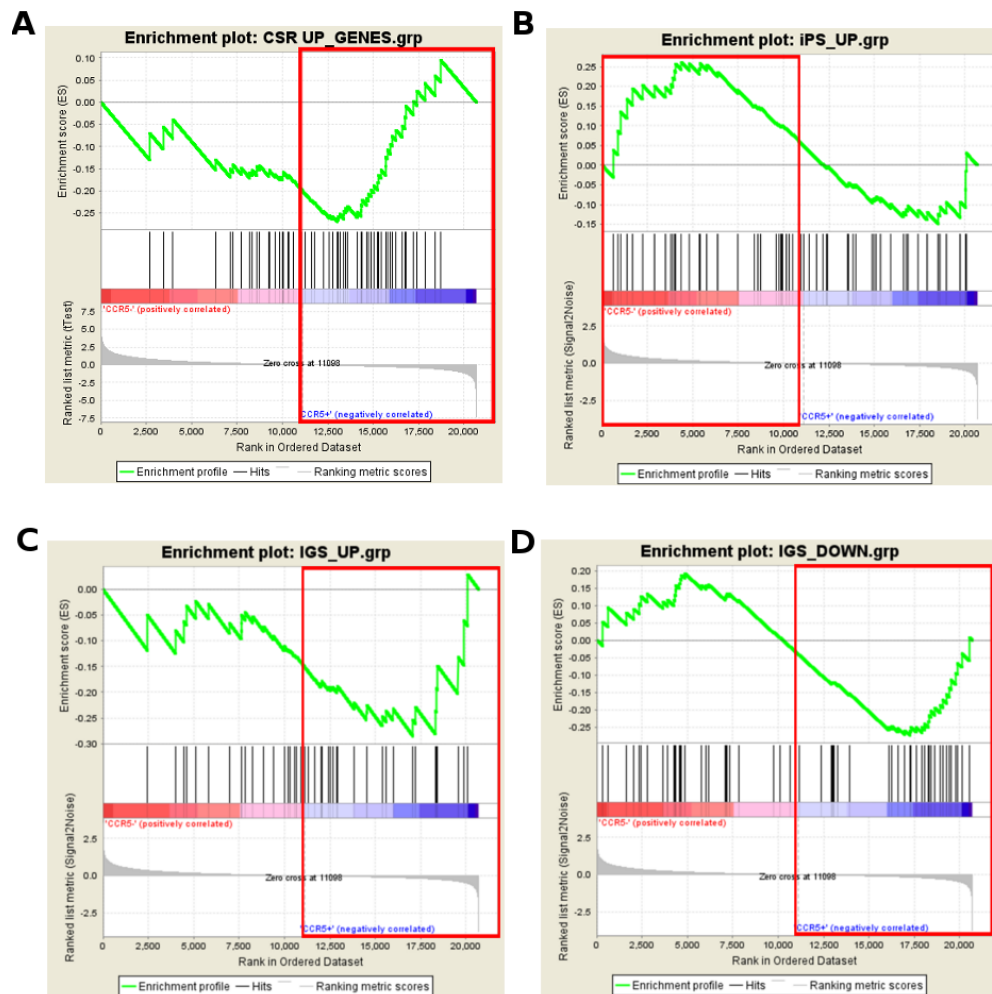 A
Enrichment plot: CSR UP_GENES.grp
Enrichment score (ES)
0.10
0.05
0.00
-0.05
-0.10
-0.15
-0.20
-0.25
'CCR5-' (positively correlated)
Ranked list metric (tTest)
7.5
5.0
2.5
0.0
-2.5
-5.0
-7.5
Zero cross at 11098
'CCR5+' (negatively correlated)
0 2,500 5,000 7,500 10,000 12,500 15,000 17,500 20,000
Rank in Ordered Dataset
Enrichment profile Hits Ranking metric scores
B
Enrichment plot: iPS_UP.grp
Enrichment score (ES)
0.25
0.20
0.15
0.10
0.05
0.00
-0.05
-0.10
-0.15
'CCR5-' (positively correlated)
Ranked list metric (Signal2Noise)
2.5
0.0
-2.5
Zero cross at 11098
'CCR5+' (negatively correlated)
0 2,500 5,000 7,500 10,000 12,500 15,000 17,500 20,000
Rank in Ordered Dataset
Enrichment profile Hits Ranking metric scores
C
Enrichment plot: IGS_UP.grp
Enrichment score (ES)
0.00
-0.05
-0.10
-0.15
-0.20
-0.25
-0.30
'CCR5-' (positively correlated)
Ranked list metric (Signal2Noise)
2.5
0.0
-2.5
Zero cross at 11098
'CCR5+' (negatively correlated)
0 2,500 5,000 7,500 10,000 12,500 15,000 17,500 20,000
Rank in Ordered Dataset
Enrichment profile Hits Ranking metric scores
D
Enrichment plot: IGS_DOWN.grp
Enrichment score (ES)
0.20
0.15
0.10
0.05
0.00
-0.05
-0.10
-0.15
-0.20
-0.25
'CCR5-' (positively correlated)
Ranked list metric (Signal2Noise)
2.5
0.0
-2.5
Zero cross at 11098
'CCR5+' (negatively correlated)
0 2,500 5,000 7,500 10,000 12,500 15,000 17,500 20,000
Rank in Ordered Dataset
Enrichment profile Hits Ranking metric scores